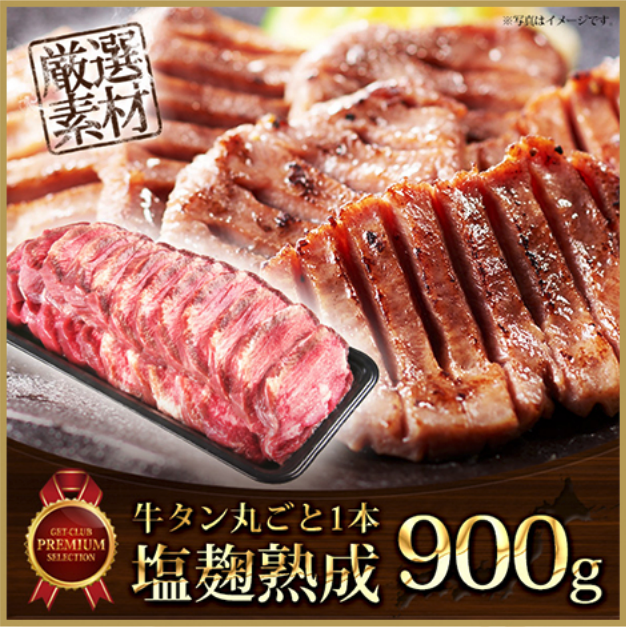 ※写真はイメージです。
厳選
素材
GET-CLUB
PREMIUM
SELECTION
牛タン丸ごと1本
塩麹熟成 900g